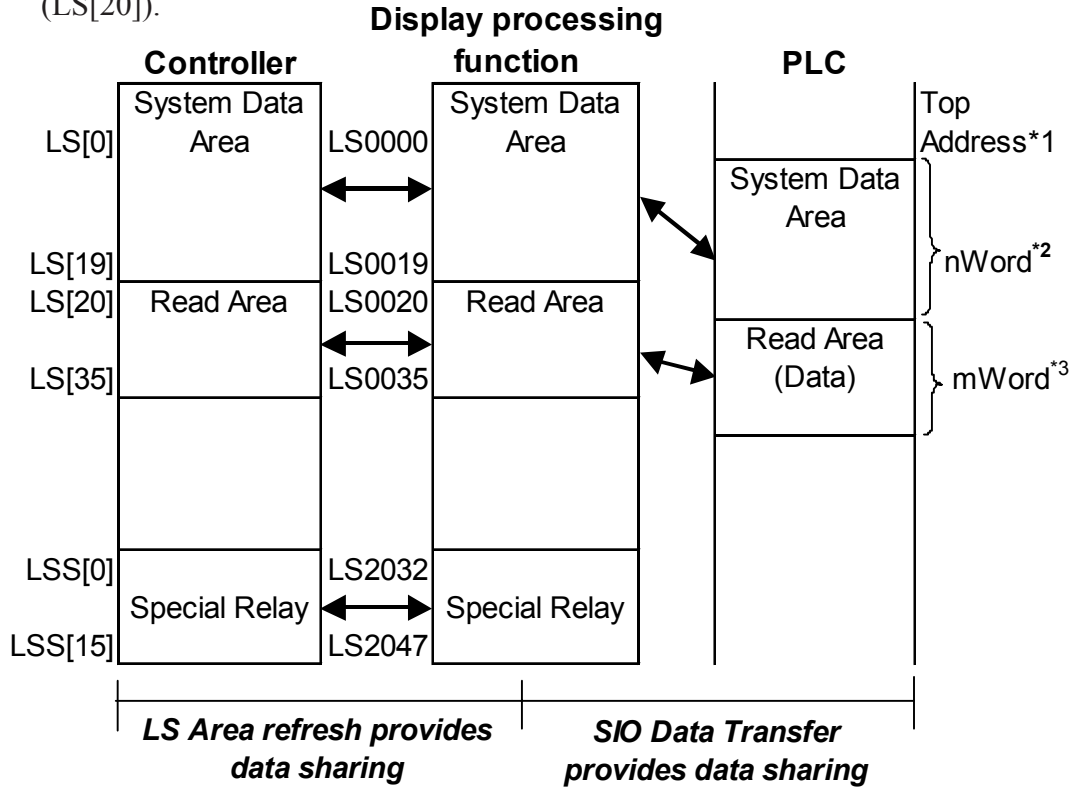 (LS[20]).
Display processing
function
Controller
PLC
System Data
Area
System Data
Area
Top
Address*1
LS[0]
LS0000
System Data
Area
nWord*2
LS[19]
LS0019
LS[20]
Read Area
LS0020
Read Area
Read Area
(Data)
mWord*3
LS[35]
LS0035
LSS[0]
LS2032
Special Relay
Special Relay
LSS[15]
LS2047
LS Area refresh provides
data sharing
SIO Data Transfer
provides data sharing